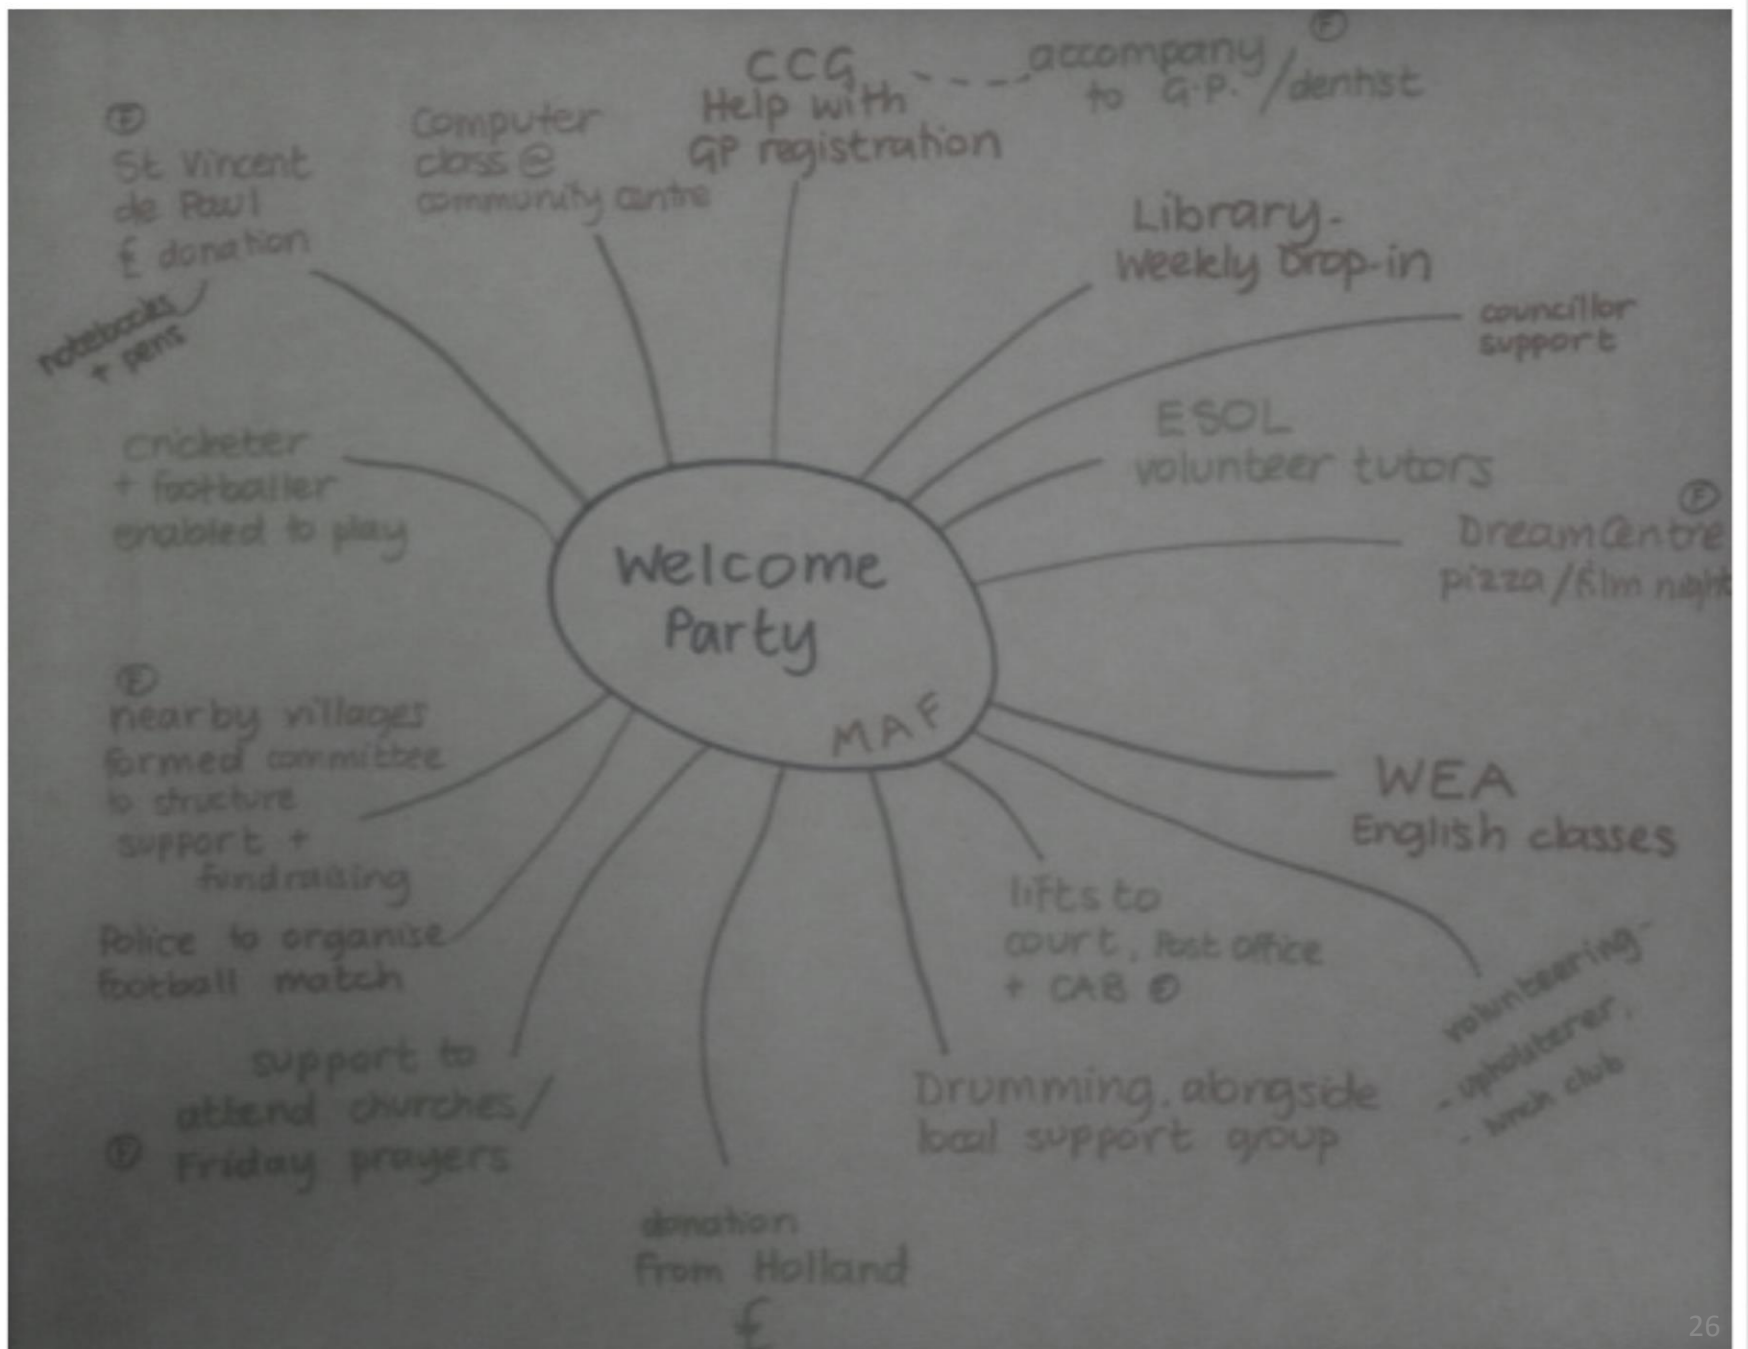 Welcome
Party
MAF
CCG
Help with
GP registration
accompany
to G.P. / dentist
Library -
Weekly Drop-in
councillor
support
ESOL
volunteer tutors
Dream Centre
pizza/film night
WEA
English classes
volunteering -
- upholsterer,
- lunch club
lifts to
court, Post office
+ CAB
Drumming, alongside
local support group
donation
from Holland
£
support to
attend churches/
Friday prayers
Police to organise
football match
nearby villages
formed committee
to structure
support +
fundraising
cricketer
+ footballer
enabled to play
St Vincent
de Paul
£ donation
notebooks
+ pens
Computer
class @
community centre
26